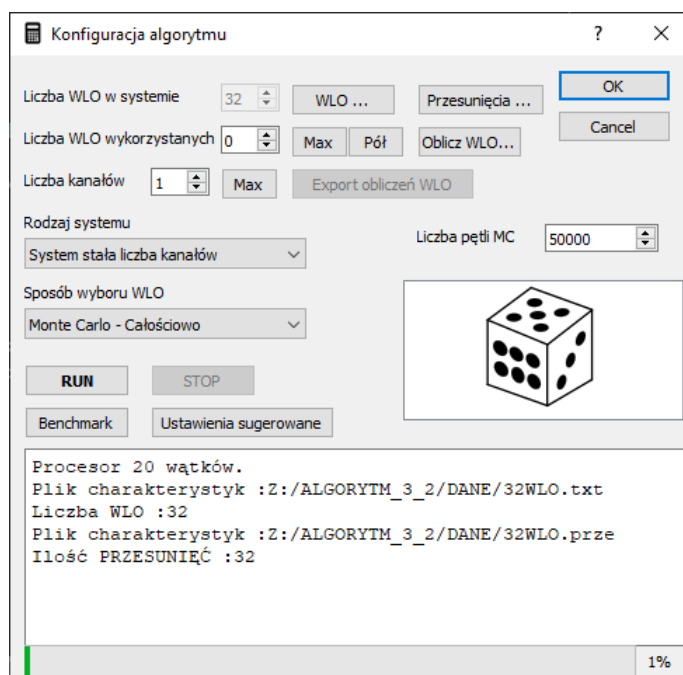 Konfiguracja algorytmu ? X
Liczba WLO w systemie 32 WLO ... Przesunięcia ... OK
Liczba WLO wykorzystanych 0 Max Pół Oblicz WLO... Cancel
Liczba kanałów 1 Max Export obliczeń WLO
Rodzaj systemu
Liczba pętli MC 50000
System stała liczba kanałów
Sposób wyboru WLO
Monte Carlo - Całościowo
RUN STOP
Benchmark Ustawienia sugerowane
Procesor 20 wątków.
Plik charakterystyk :Z:/ALGORYTM_3_2/DANE/32WLO.txt
Liczba WLO :32
Plik charakterystyk :Z:/ALGORYTM_3_2/DANE/32WLO.prze
Ilość PRZESUNIĘĆ :32
1%